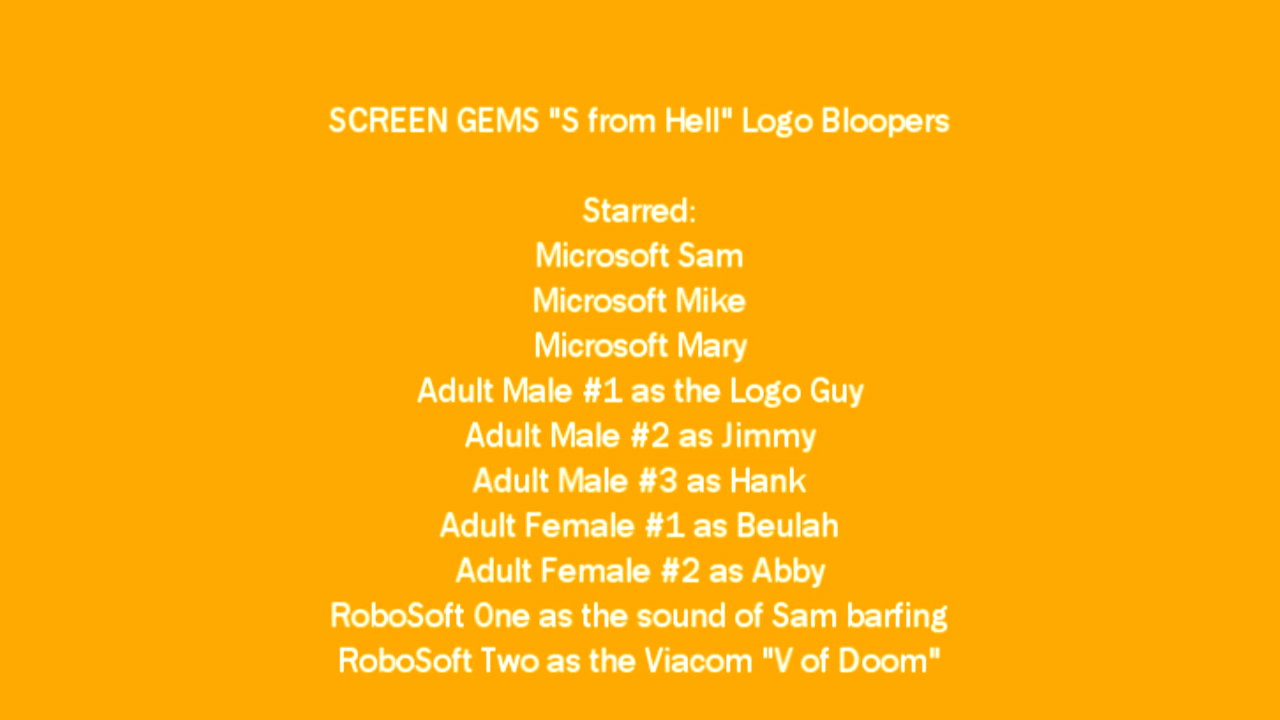 SCREEN GEMS "S from Hell" Logo Bloopers
Starred:
Microsoft Sam
Microsoft Mike
Microsoft Mary
Adult Male #1 as the Logo Guy
Adult Male #2 as Jimmy
Adult Male #3 as Hank
Adult Female #1 as Beulah
Adult Female #2 as Abby
RoboSoft One as the sound of Sam barfing
RoboSoft Two as the Viacom "V of Doom"